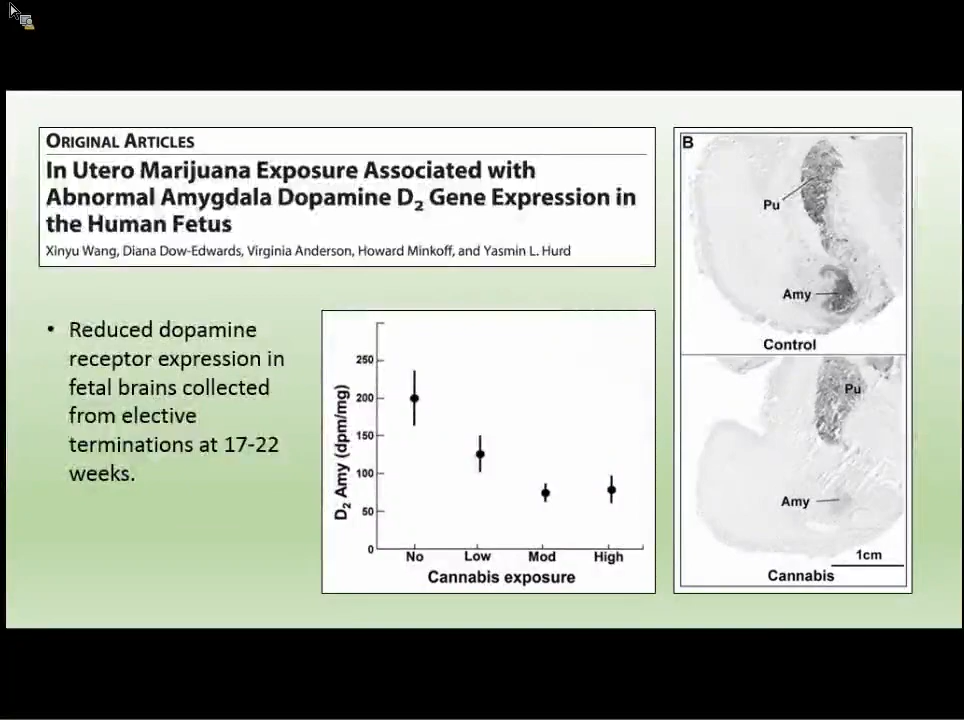 ORIGINAL ARTICLES
In Utero Marijuana Exposure Associated with
Abnormal Amygdala Dopamine D2 Gene Expression in
the Human Fetus
Xinyu Wang, Diana Dow-Edwards, Virginia Anderson, Howard Minkoff, and Yasmin L. Hurd
• Reduced dopamine
receptor expression in
fetal brains collected
from elective
terminations at 17-22
weeks.
D2 Amy (dpm/mg)
250
200
150
100
50
0
No Low Mod High
Cannabis exposure
B
Pu
Amy
Control
Pu
Amy
1cm
Cannabis